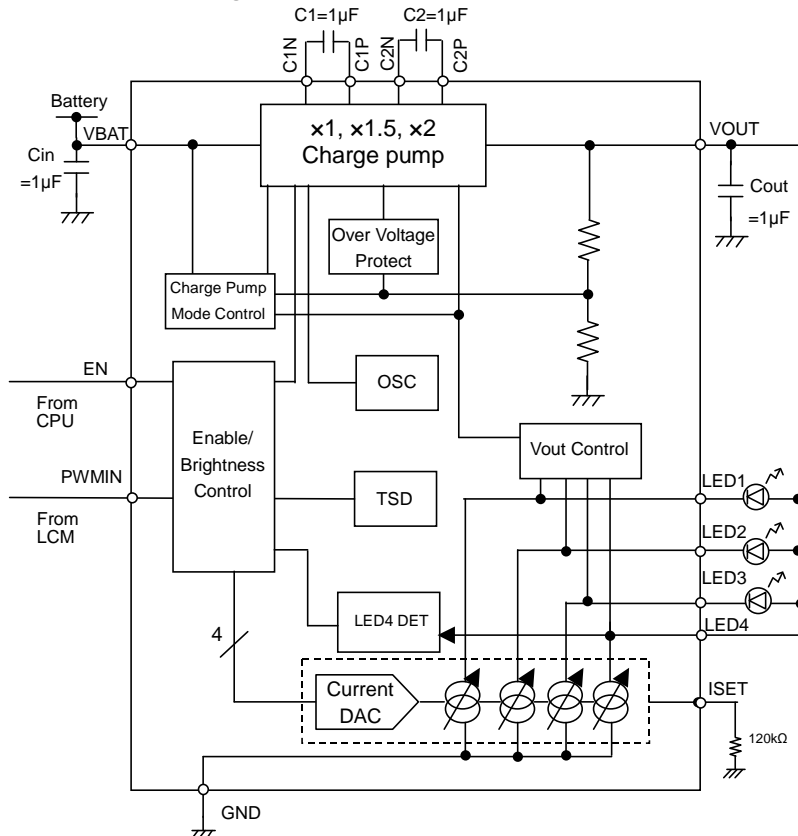 C1=1μF
C2=1μF
C1N
C1P
C2N
C2P
Battery
VBAT
×1, ×1.5, ×2
Charge pump
VOUT
Cin
=1μF
Cout
=1μF
Over Voltage
Protect
Charge Pump
Mode Control
EN
From
CPU
OSC
Enable/
Brightness
Control
Vout Control
PWMIN
From
LCM
TSD
LED1
LED2
LED3
LED4
LED4 DET
4
Current
DAC
ISET
120kΩ
GND